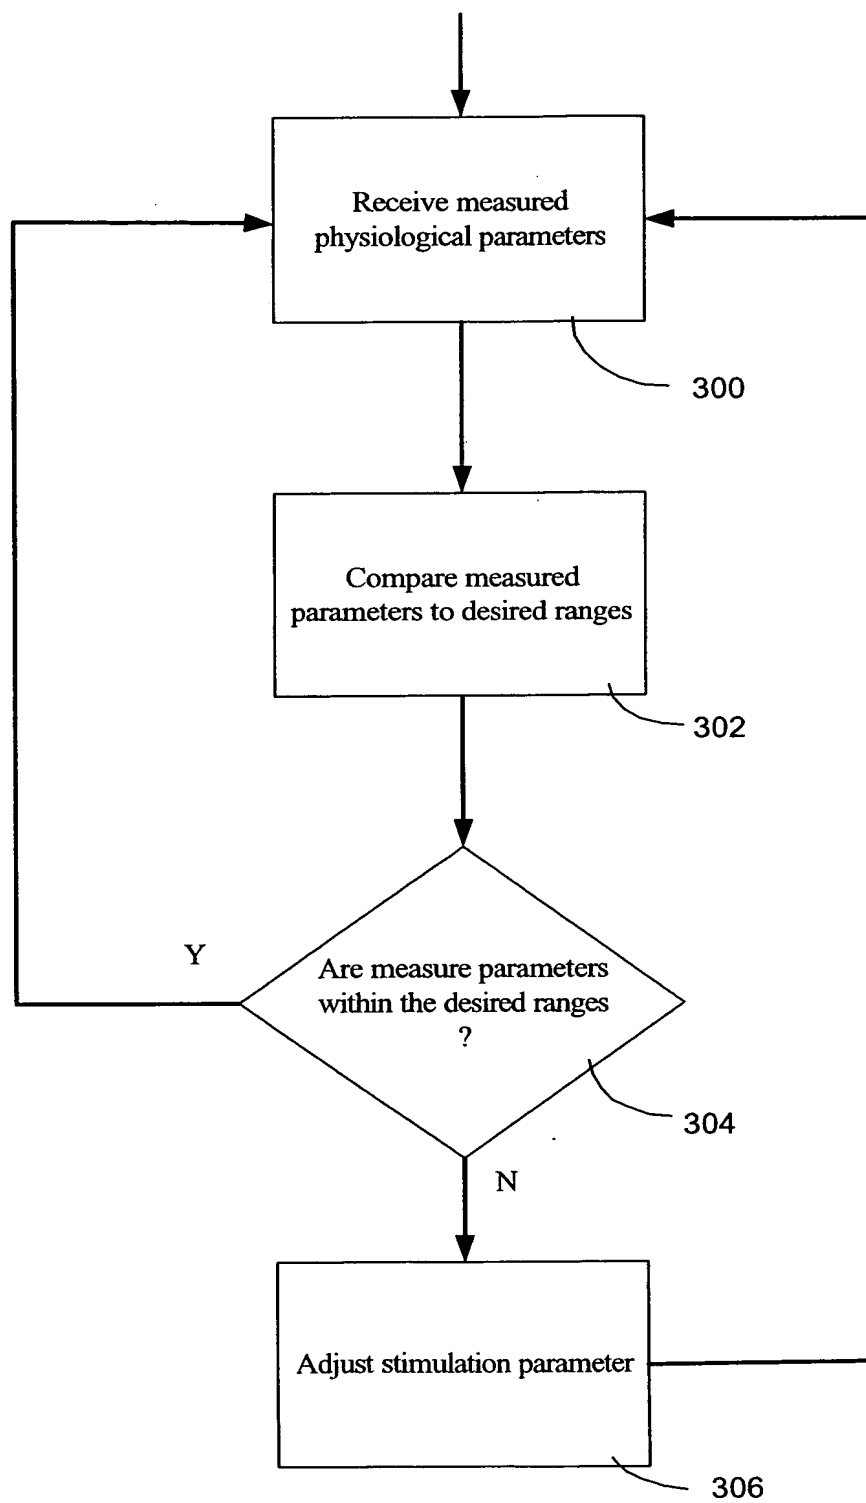 Receive measured
physiological parameters
300
Compare measured
parameters to desired ranges
302
Y
Are measure parameters
within the desired ranges
?
304
N
Adjust stimulation parameter
306